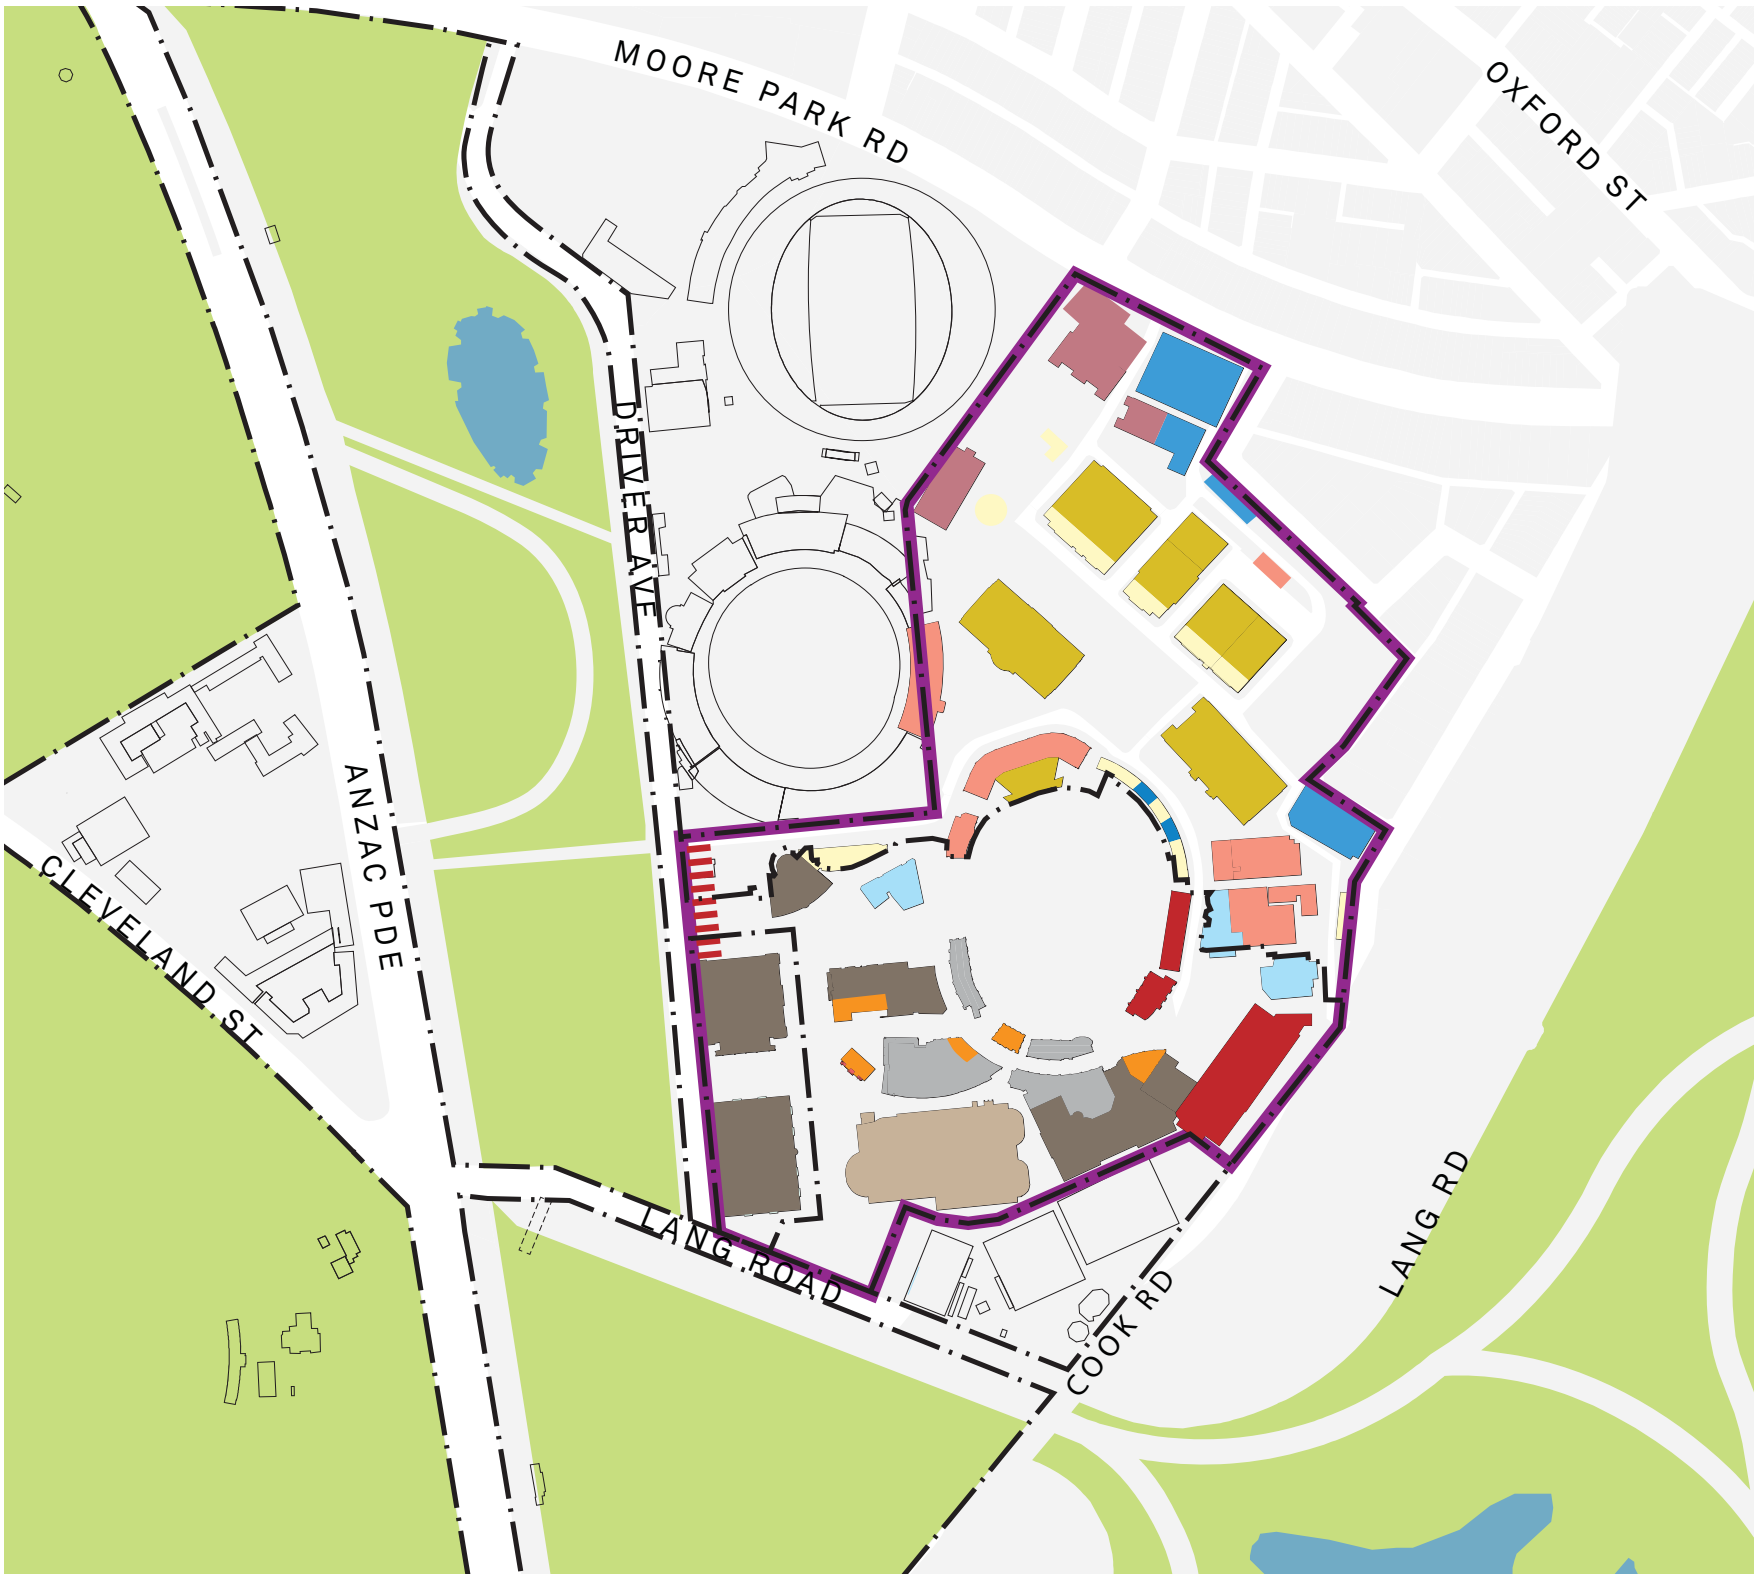 MOORE PARK RD
OXFORD ST
DRIVER AVE
ANZAC PDE
CLEVELAND ST
LANG ROAD
COOK RD
LANG RD